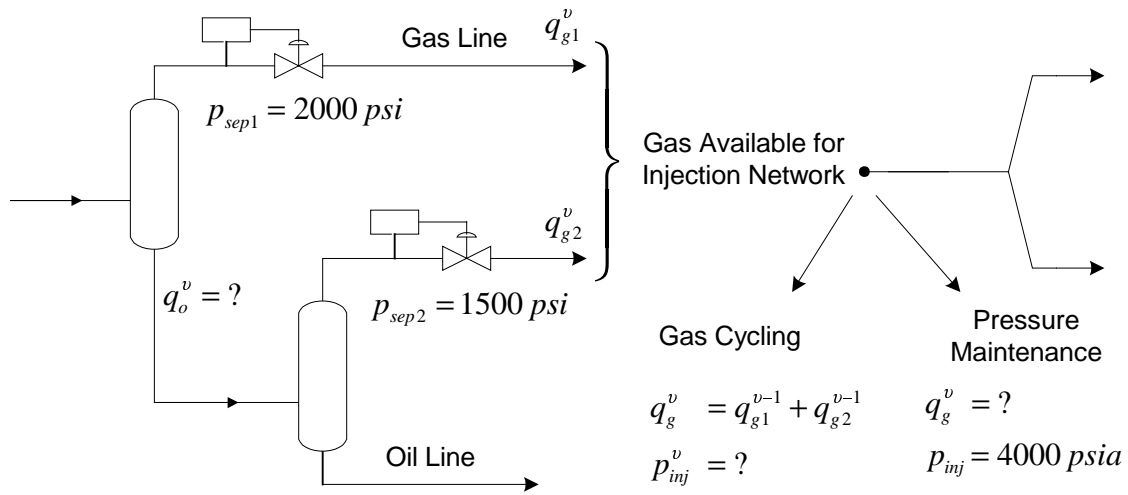 Gas Line
q_{g1}^υ
p_{sep1} = 2000 psi
Gas Available for
Injection Network
q_{g2}^υ
q_o^υ = ?
p_{sep2} = 1500 psi
Gas Cycling
Pressure
Maintenance
q_g^υ = q_{g1}^{υ-1} + q_{g2}^{υ-1}
q_g^υ = ?
p_{inj}^υ = ?
p_{inj} = 4000 psia
Oil Line